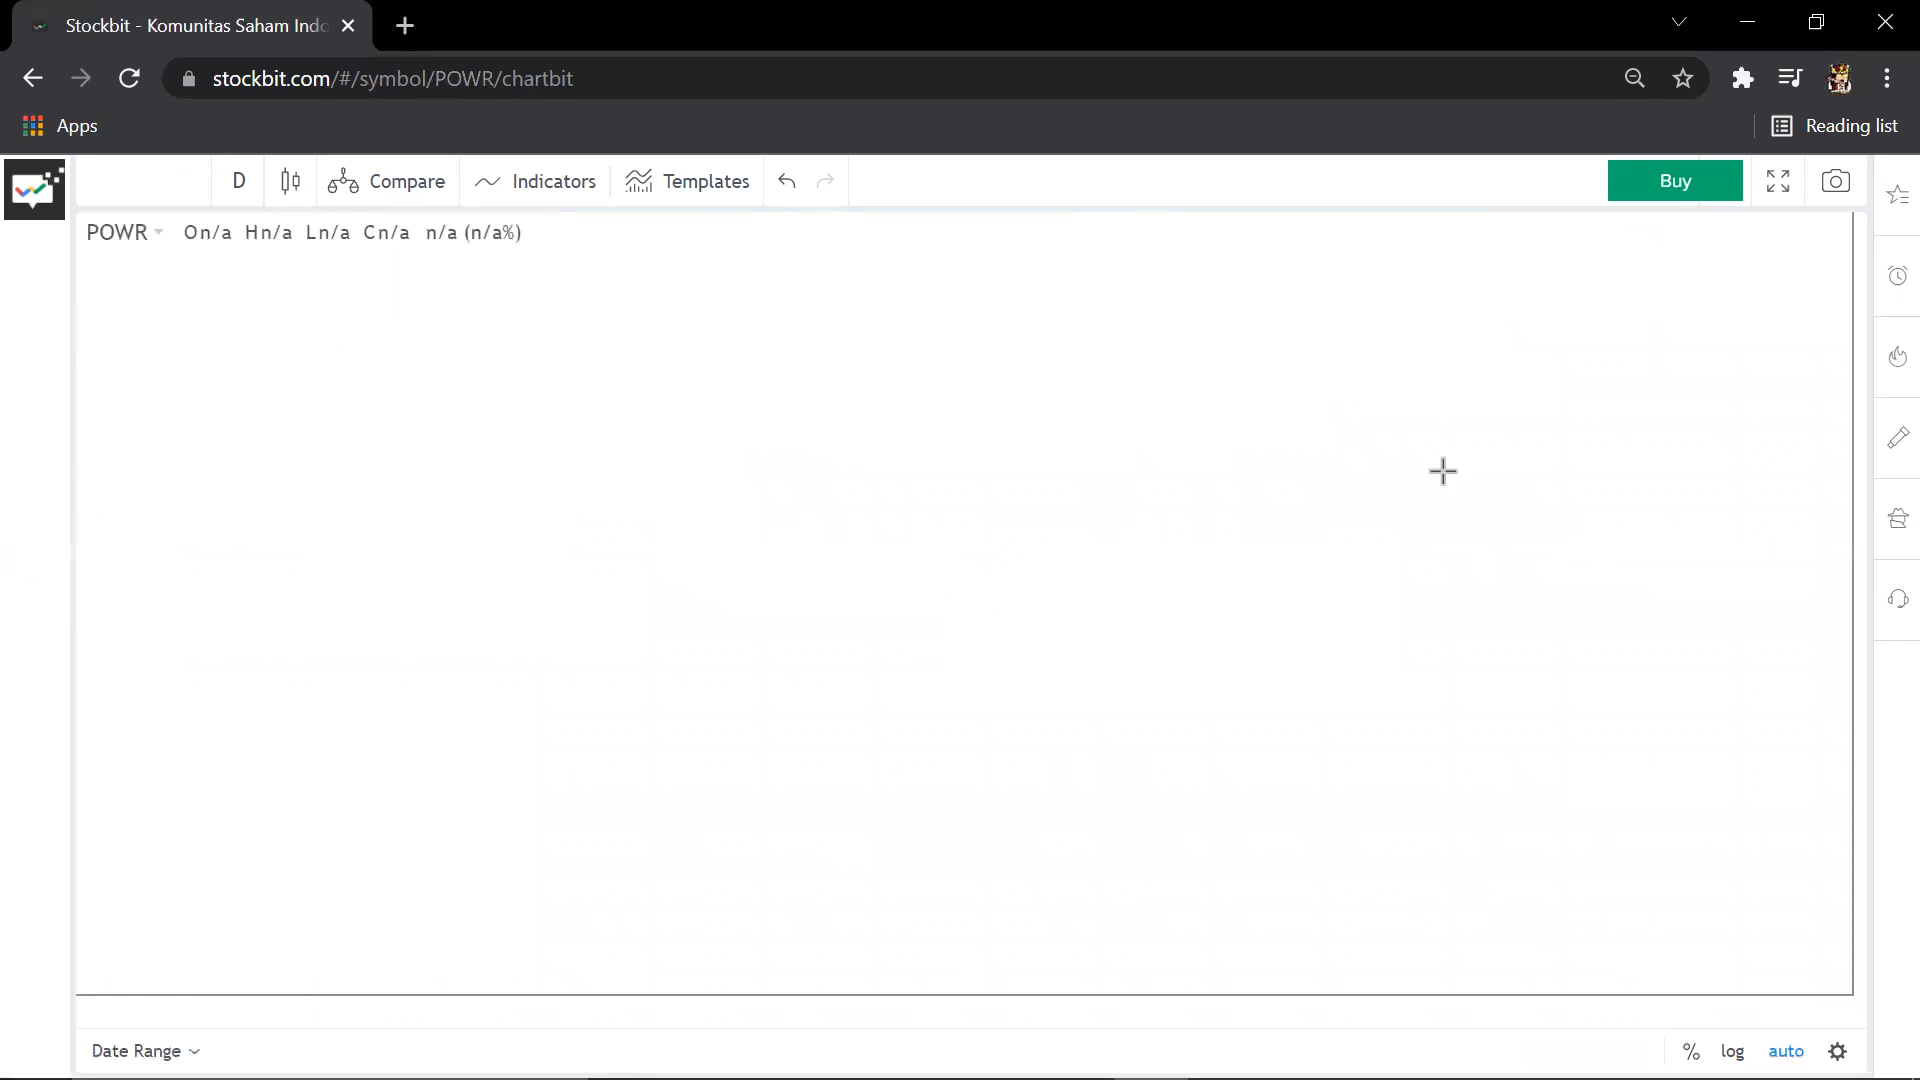 Stockbit - Komunitas Saham Indo
stockbit.com/#/symbol/POWR/chartbit
Apps
Reading list
D
Compare
Indicators
Templates
Buy
POWR On/a Hn/a Ln/a Cn/a n/a (n/a%)
Date Range
% log auto